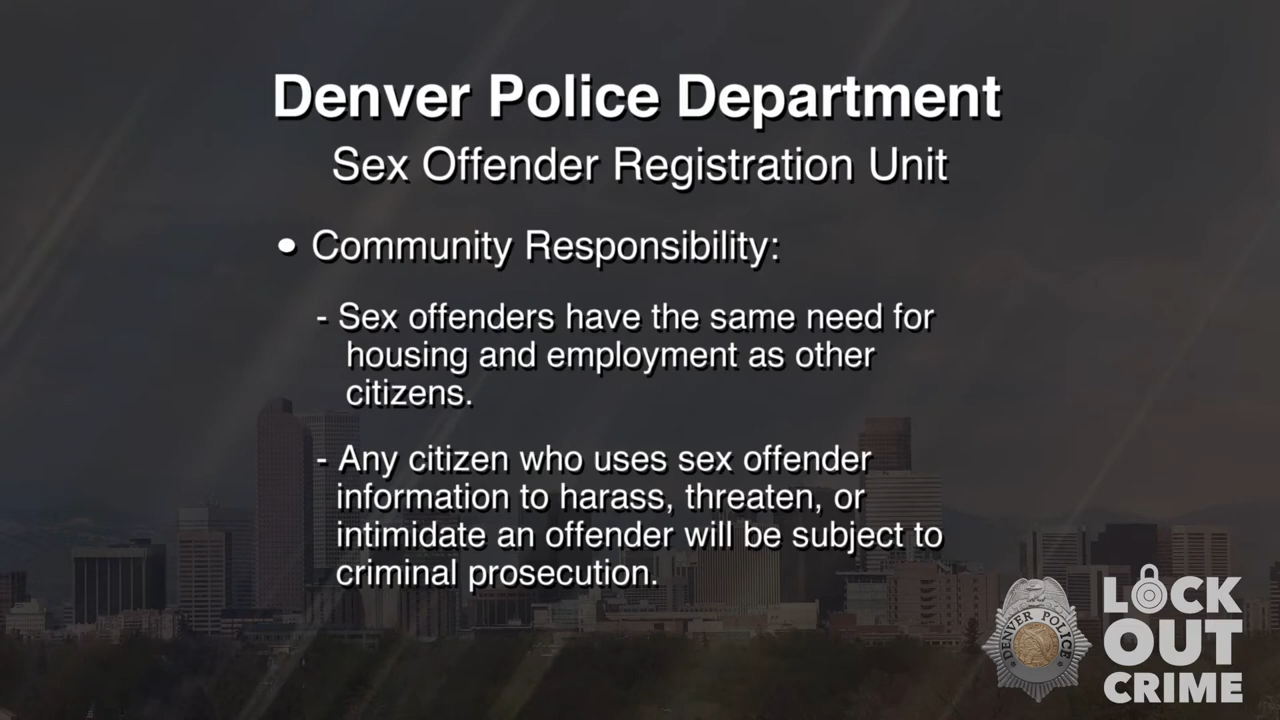 Denver Police Department
Sex Offender Registration Unit
• Community Responsibility:
- Sex offenders have the same need for
housing and employment as other
citizens.
- Any citizen who uses sex offender
information to harass, threaten, or
intimidate an offender will be subject to
criminal prosecution.
DENVER POLICE
LOCK
OUT
CRIME